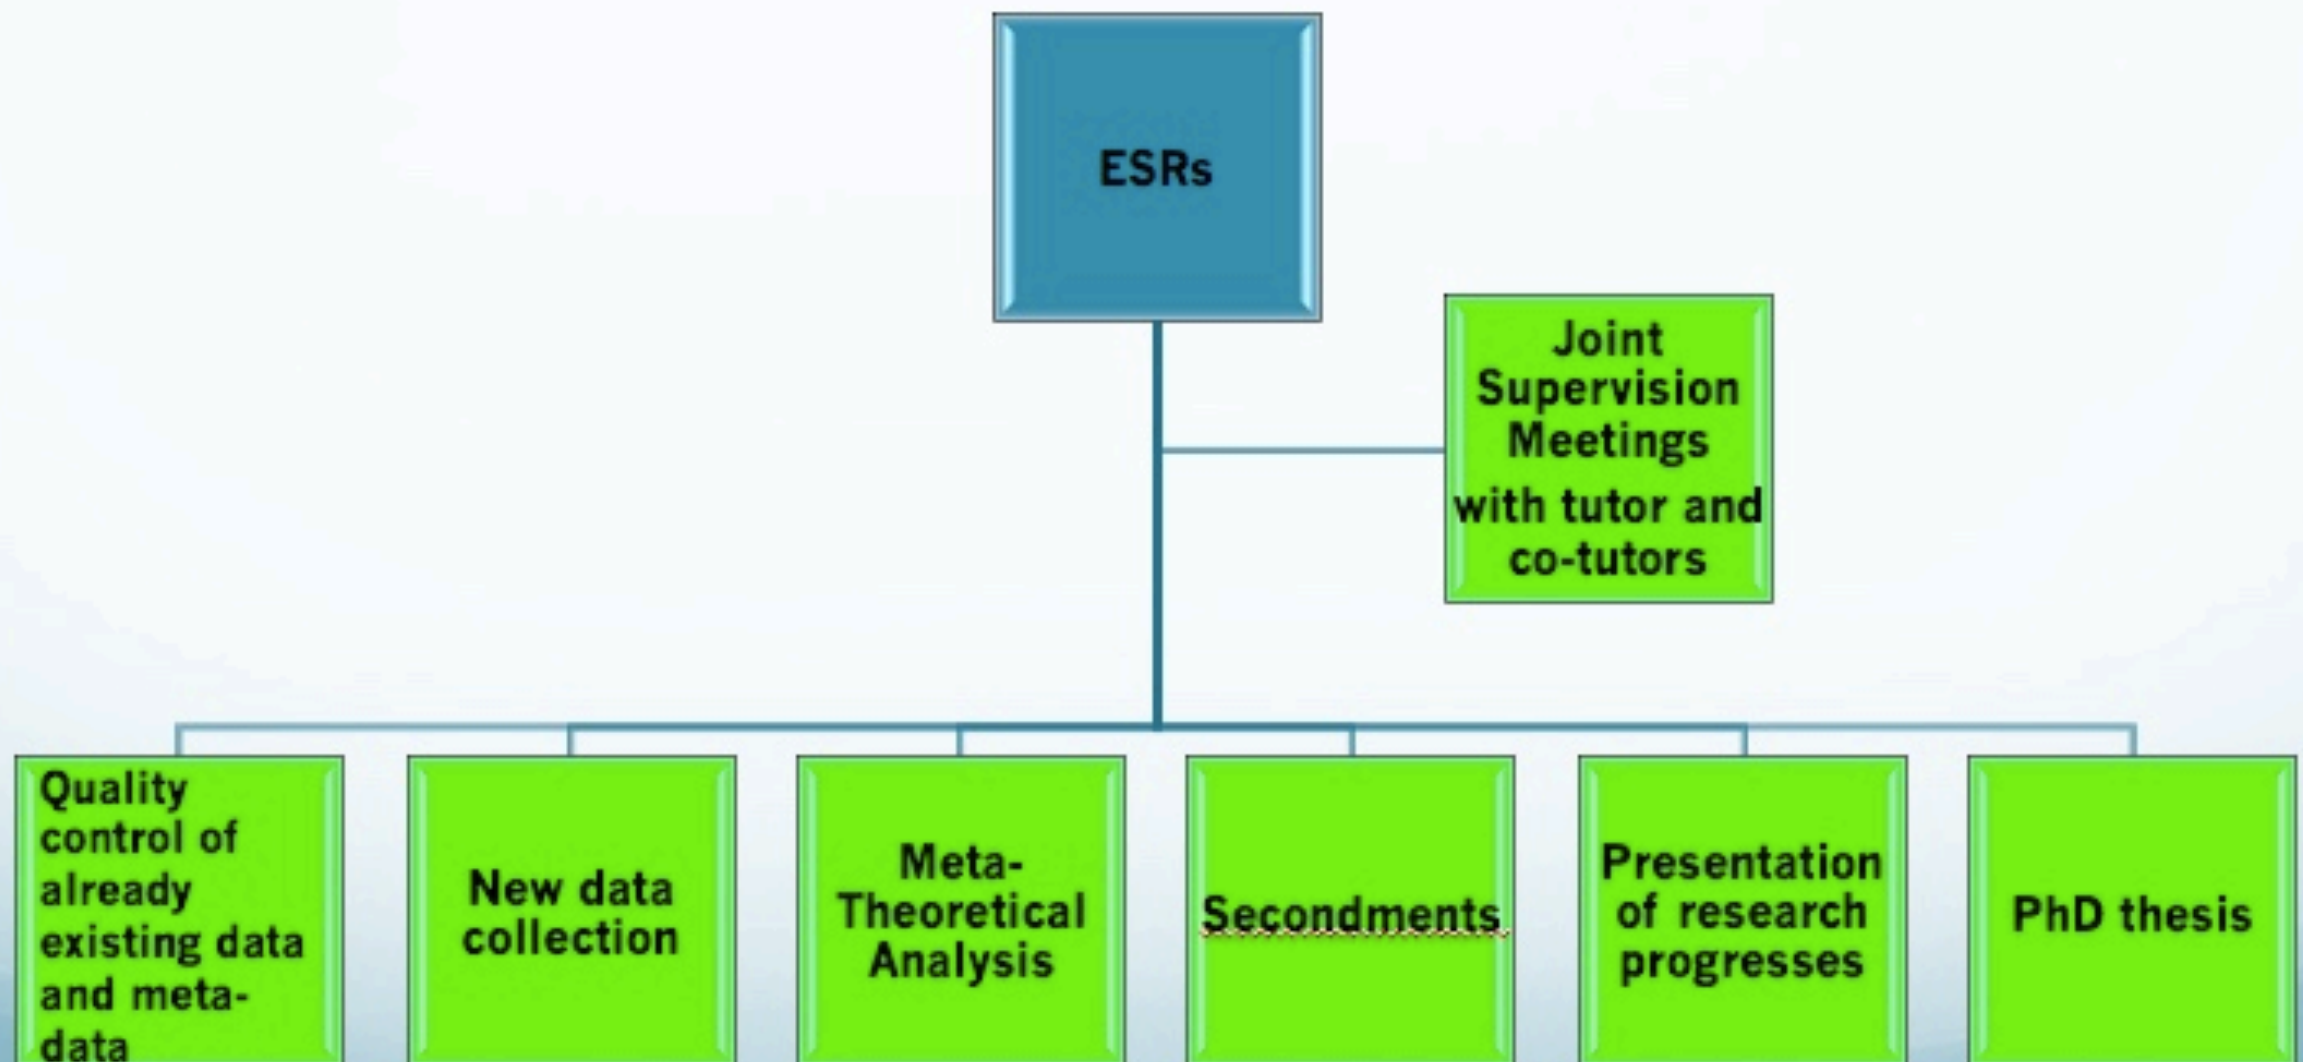 ESRs
Joint
Supervision
Meetings
with tutor and
co-tutors
Quality
control of
already
existing data
and meta-
data
New data
collection
Meta-
Theoretical
Analysis
Secondments
Presentation
of research
progresses
PhD thesis